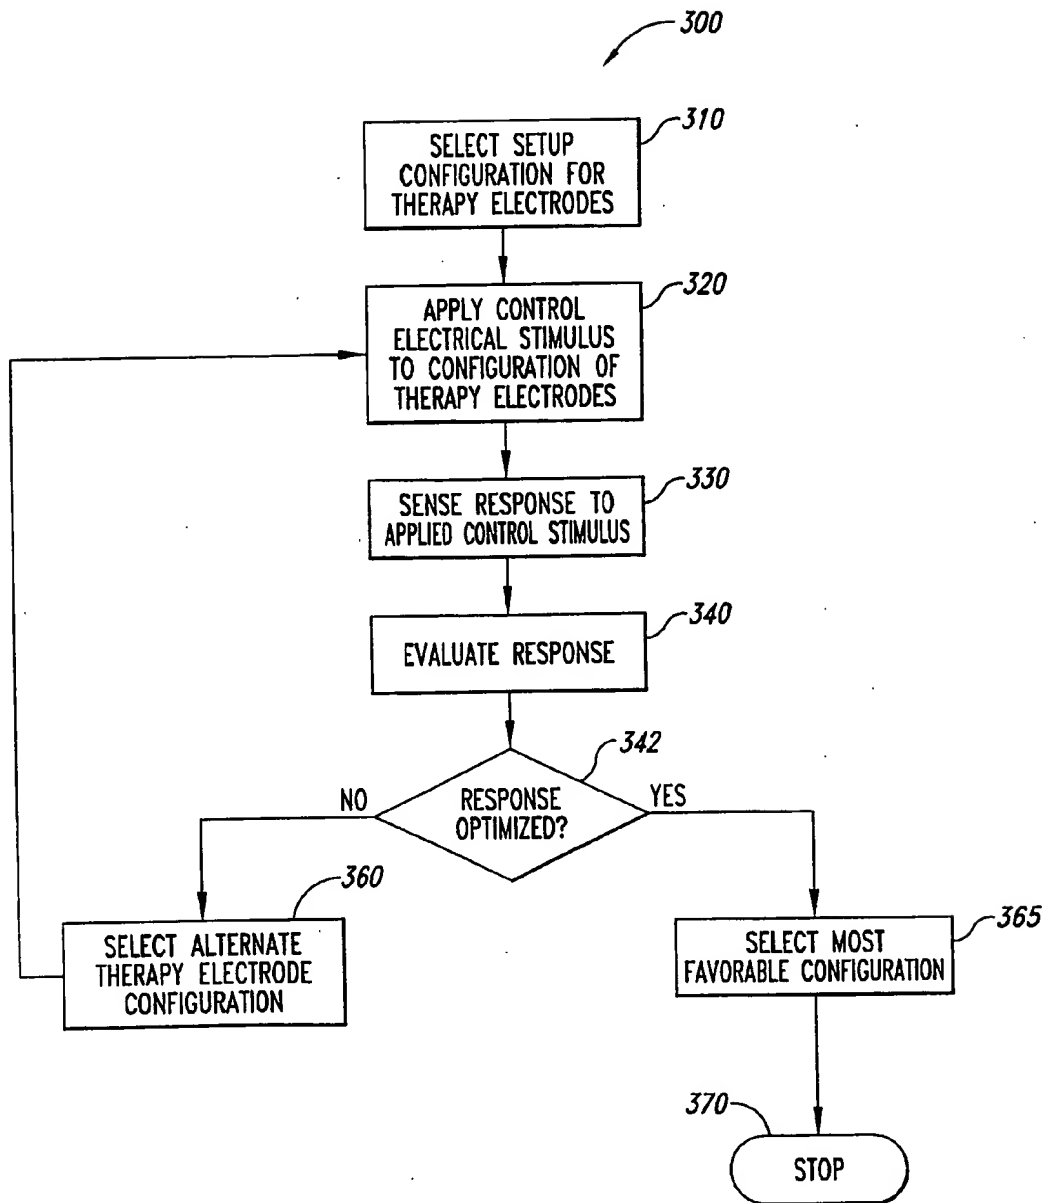 300
310
SELECT SETUP
CONFIGURATION FOR
THERAPY ELECTRODES
320
APPLY CONTROL
ELECTRICAL STIMULUS
TO CONFIGURATION OF
THERAPY ELECTRODES
330
SENSE RESPONSE TO
APPLIED CONTROL STIMULUS
340
EVALUATE RESPONSE
342
NO
RESPONSE
OPTIMIZED?
YES
360
SELECT ALTERNATE
THERAPY ELECTRODE
CONFIGURATION
365
SELECT MOST
FAVORABLE CONFIGURATION
370
STOP